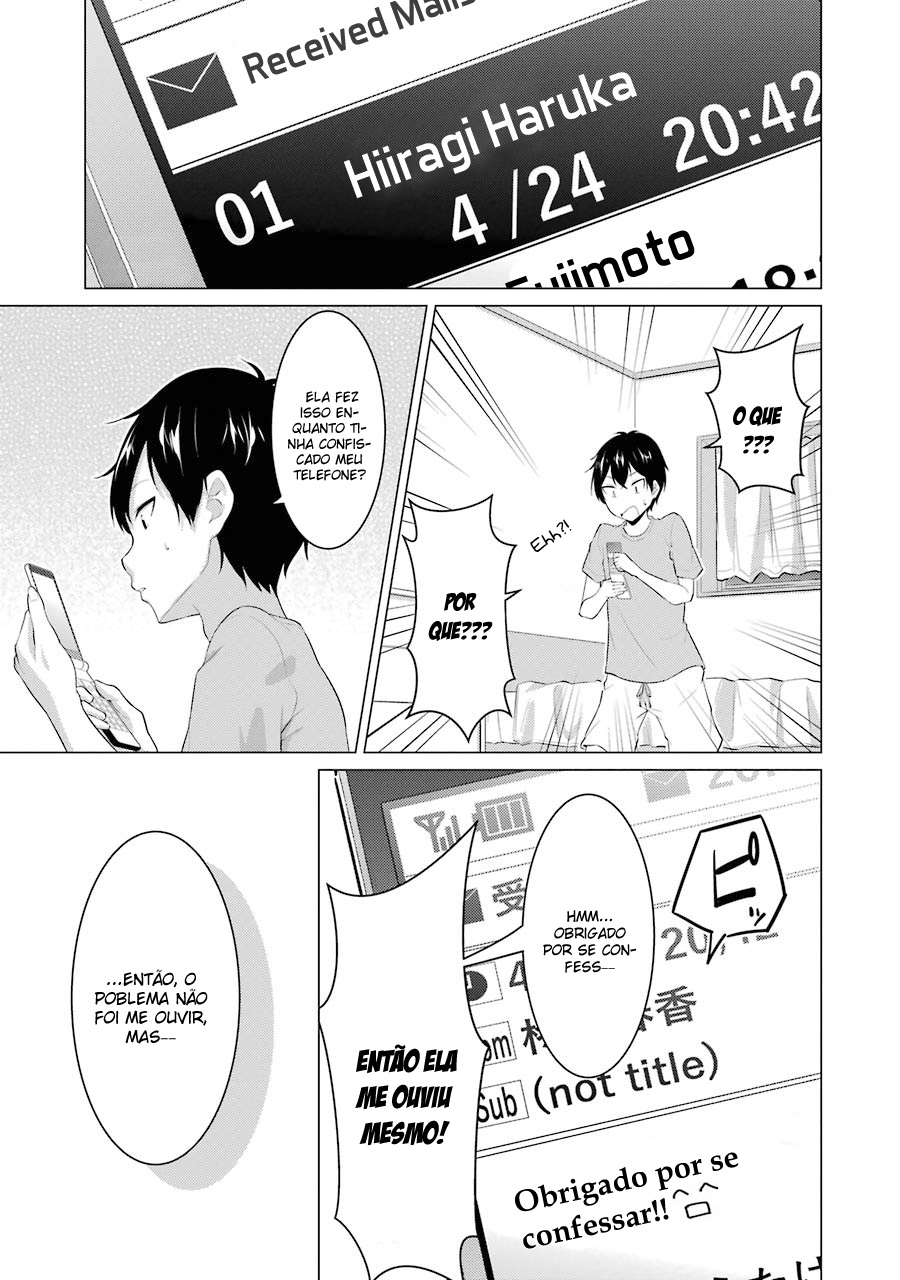 Received Mails
01 Hiiragi Haruka
4/24 20:42
Fujimoto
O QUE
???
Ehh?!
POR
QUE???
ELA FEZ
ISSO EN-
QUANTO TI-
NHA CONFIS-
CADO MEU
TELEFONE?
ピ
受
HMM...
OBRIGADO
POR SE CON-
FESS--
香
Sub (not title)
Obrigado por se
confessar!!
ENTÃO ELA
ME OUVIU
MESMO!
...ENTÃO, O
POBLEMA NÃO
FOI ME OUVIR,
MAS--